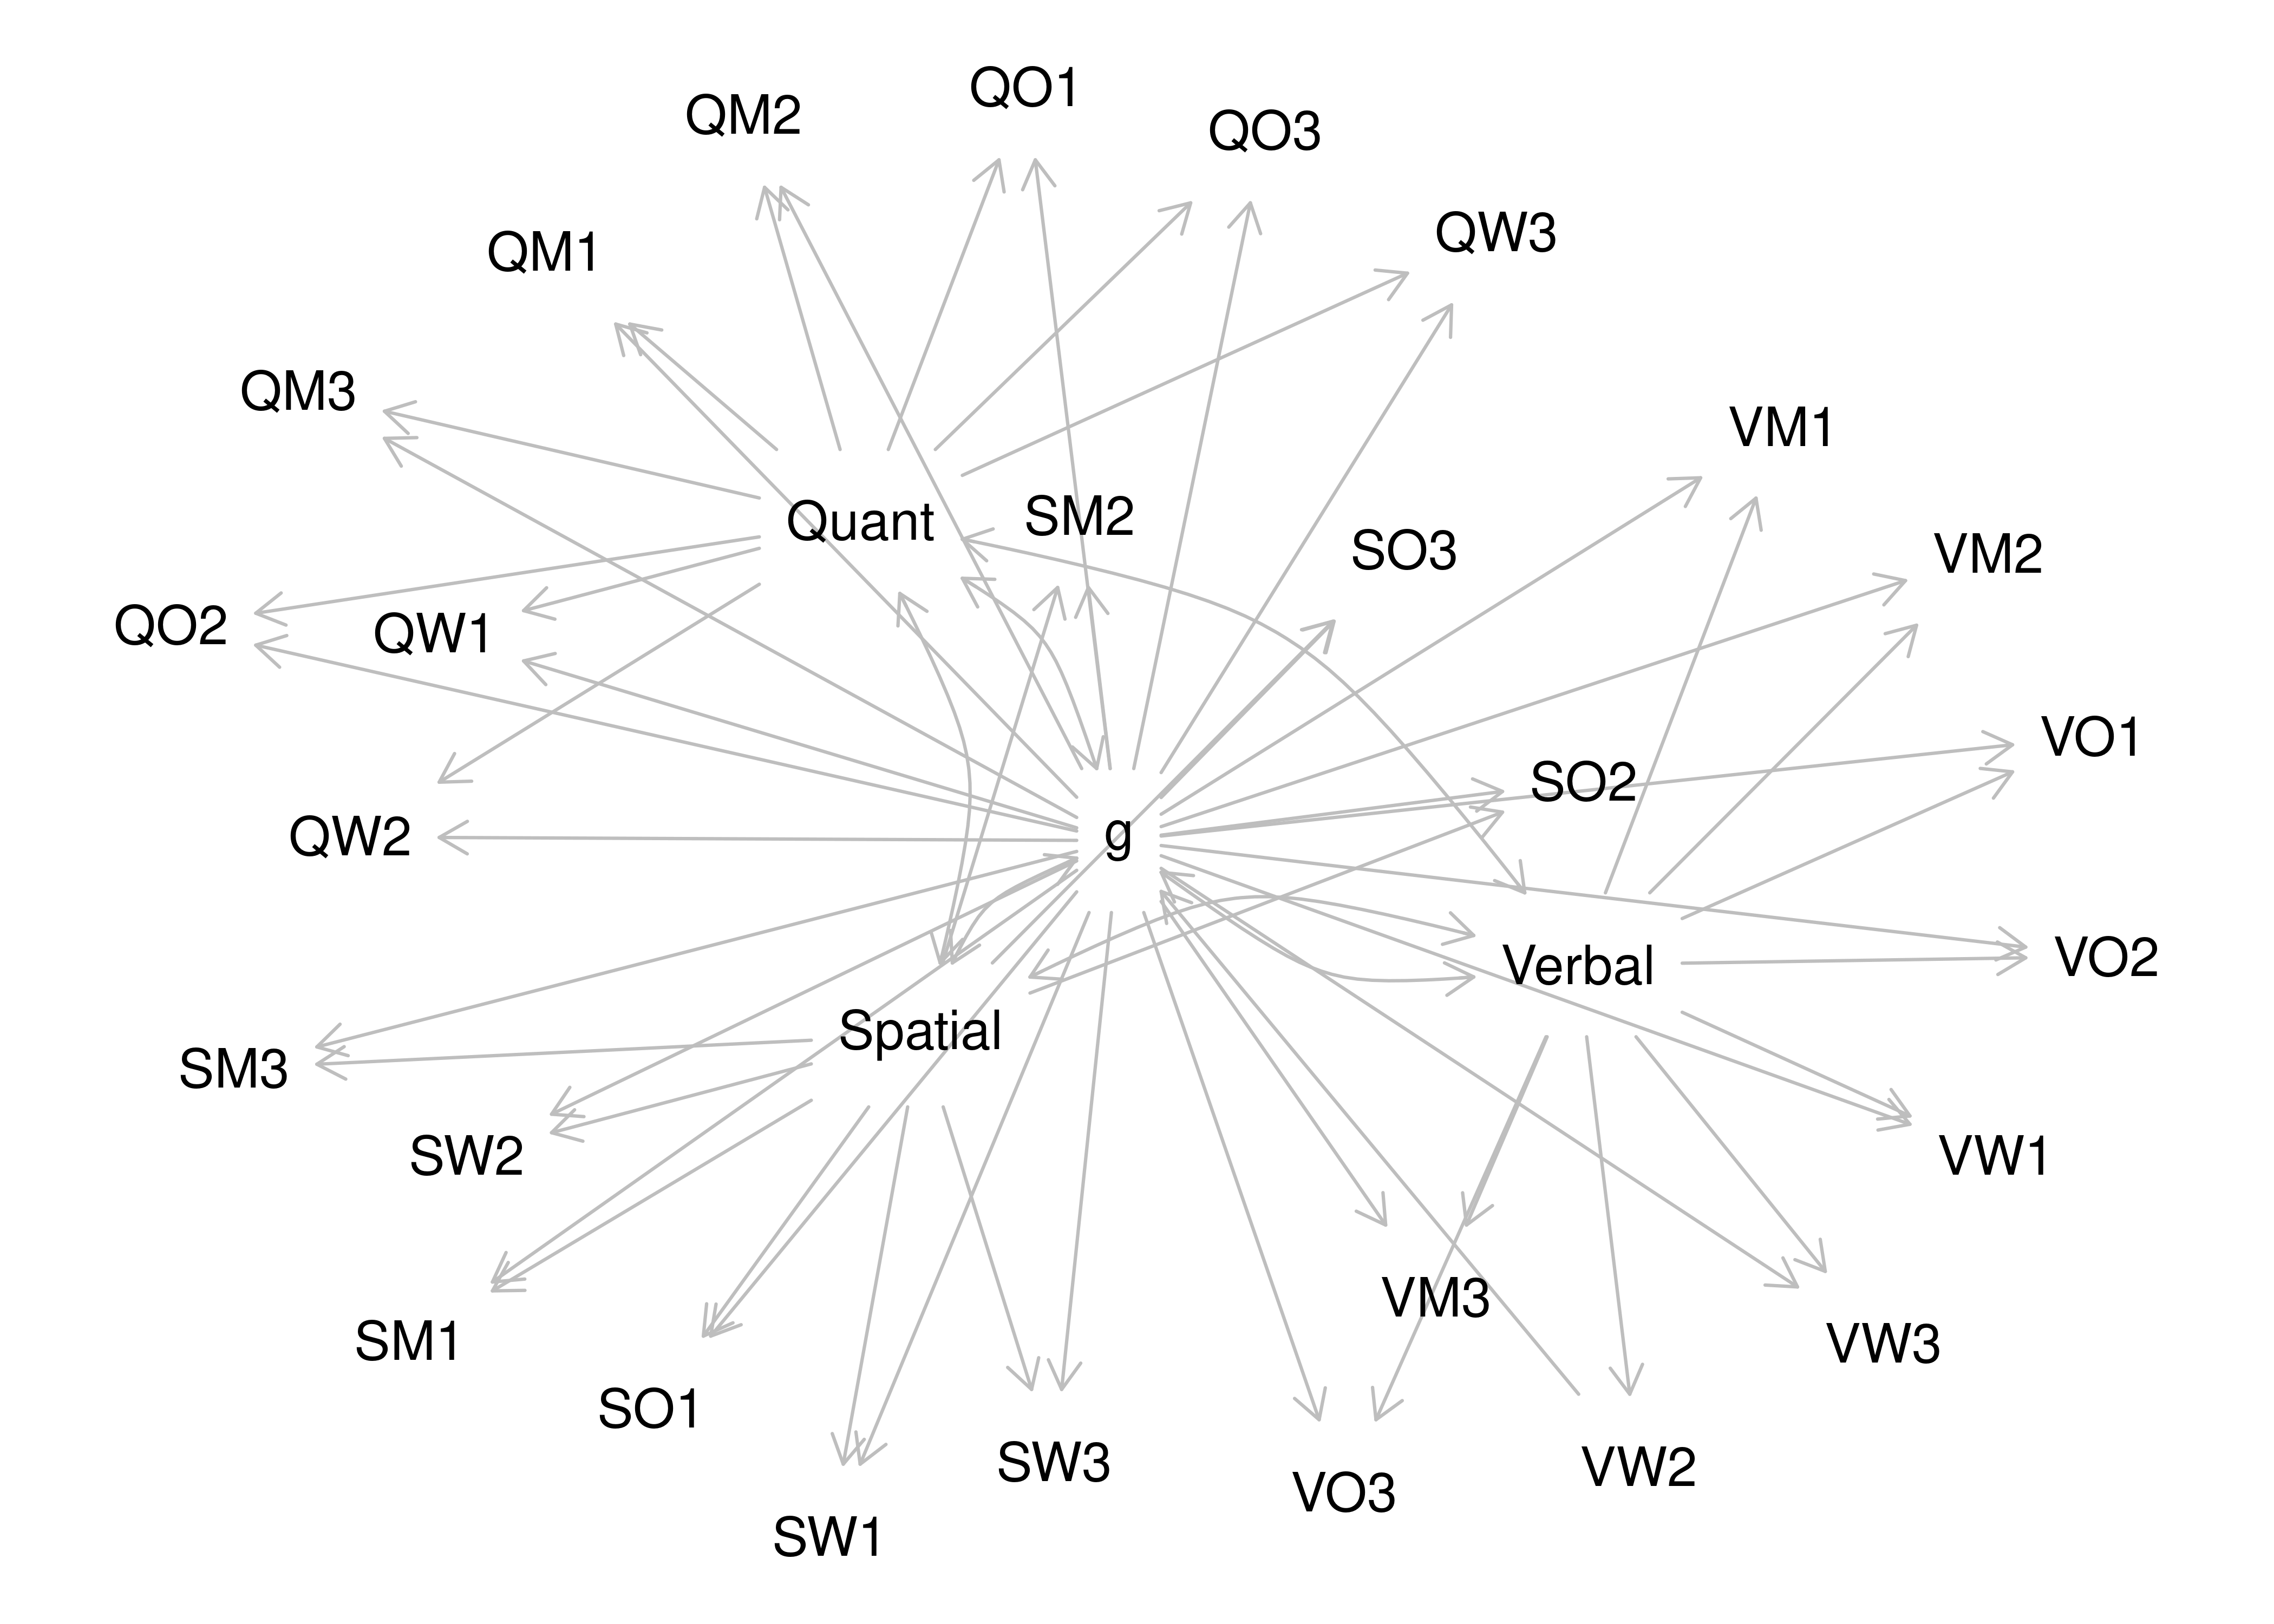 QO1
QM2
QO3
QW3
QM1
QM3
VM1
SM2
Quant
SO3
VM2
QO2
QW1
VO1
SO2
QW2
g
VO2
Verbal
Spatial
SM3
SW2
VW1
VM3
SM1
VW3
SO1
SW3
VW2
VO3
SW1